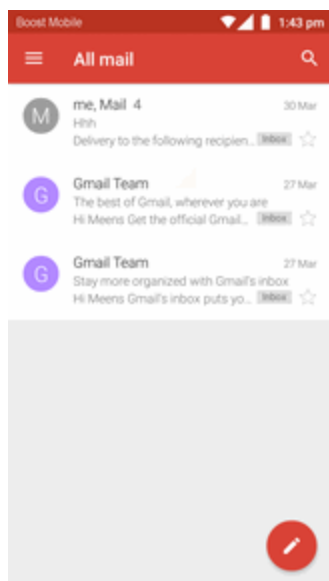 Boost Mobile 1:43 pm
All mail
me, Mail 4 30 Mar
Hhh
Delivery to the following recipien... Inbox
Gmail Team 27 Mar
The best of Gmail, wherever you are
Hi Meens Get the official Gmail... Inbox
Gmail Team 27 Mar
Stay more organized with Gmail's inbox
Hi Meens Gmail's inbox puts yo... Inbox
M
G
G